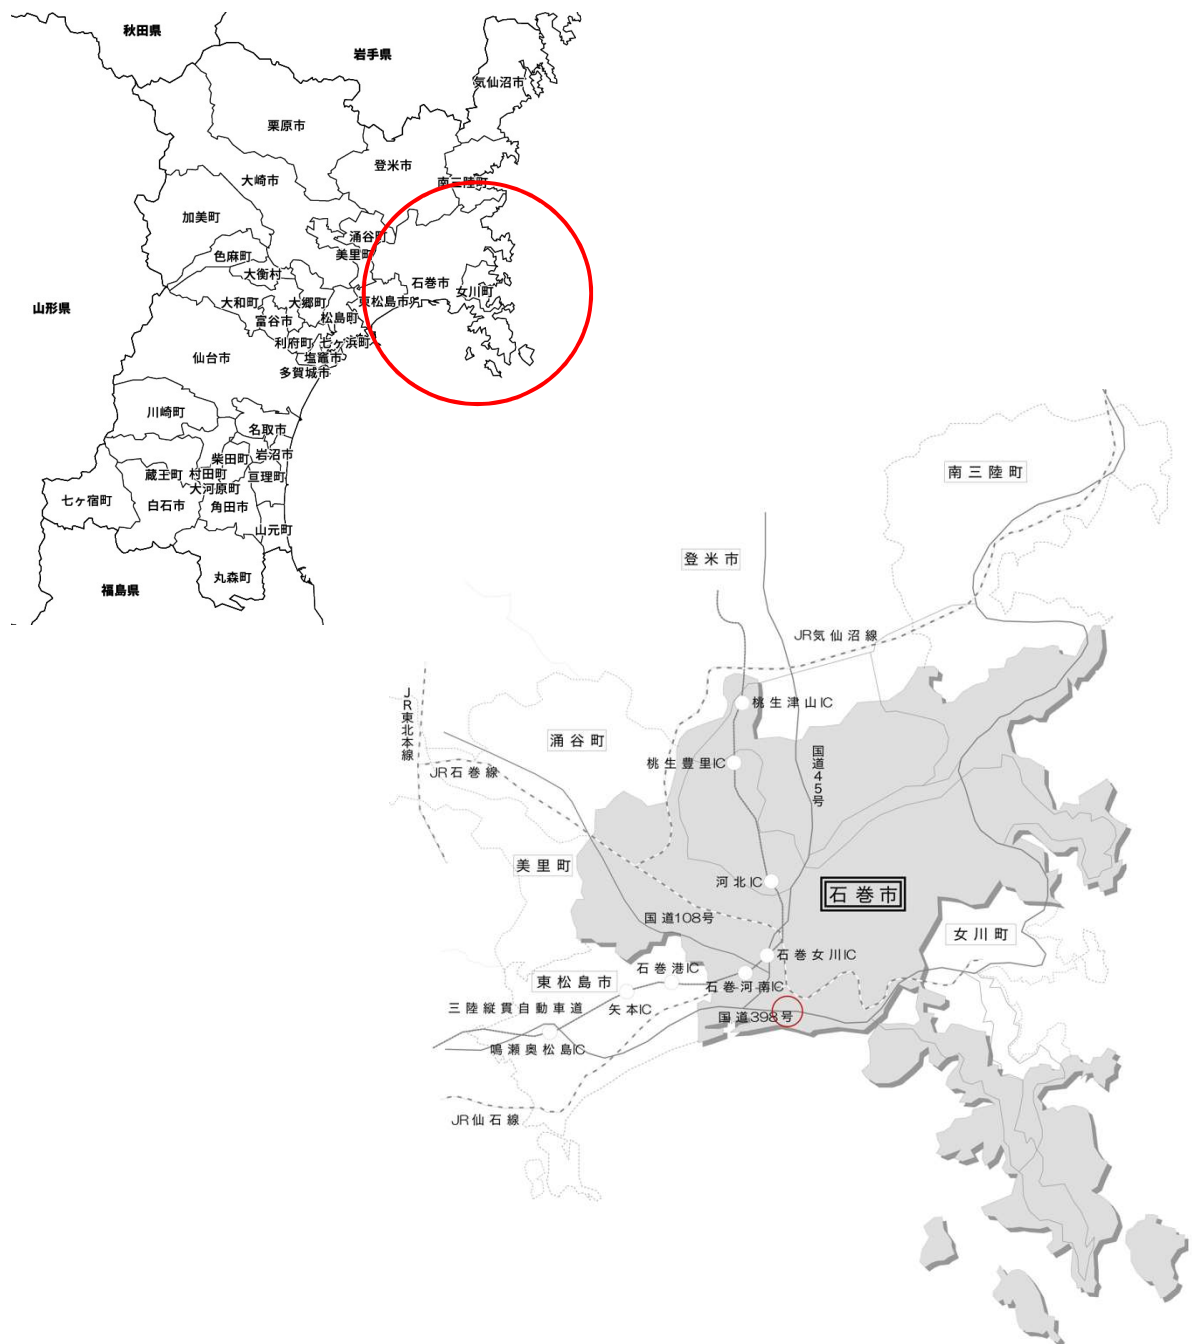 秋田県
岩手県
気仙沼市
栗原市
登米市
大崎市
南三陸町
加美町
涌谷町
色麻町
美里町
大衡村
石巻市
女川町
大和町
大郷町
東松島市
山形県
富谷市
松島町
利府町
七ヶ浜町
仙台市
塩竈市
多賀城市
川崎町
名取市
柴田町
岩沼市
蔵王町
村田町
亘理町
大河原町
七ヶ宿町
白石市
角田市
山元町
丸森町
福島県
南三陸町
登米市
JR気仙沼線
桃生津山IC
JR東北本線
涌谷町
国道45号
桃生豊里IC
JR石巻線
美里町
河北IC
石巻市
国道108号
女川町
石巻女川IC
石巻港IC
東松島市
石巻河南IC
三陸縦貫自動車道
矢本IC
国道398号
鳴瀬奥松島IC
JR仙石線